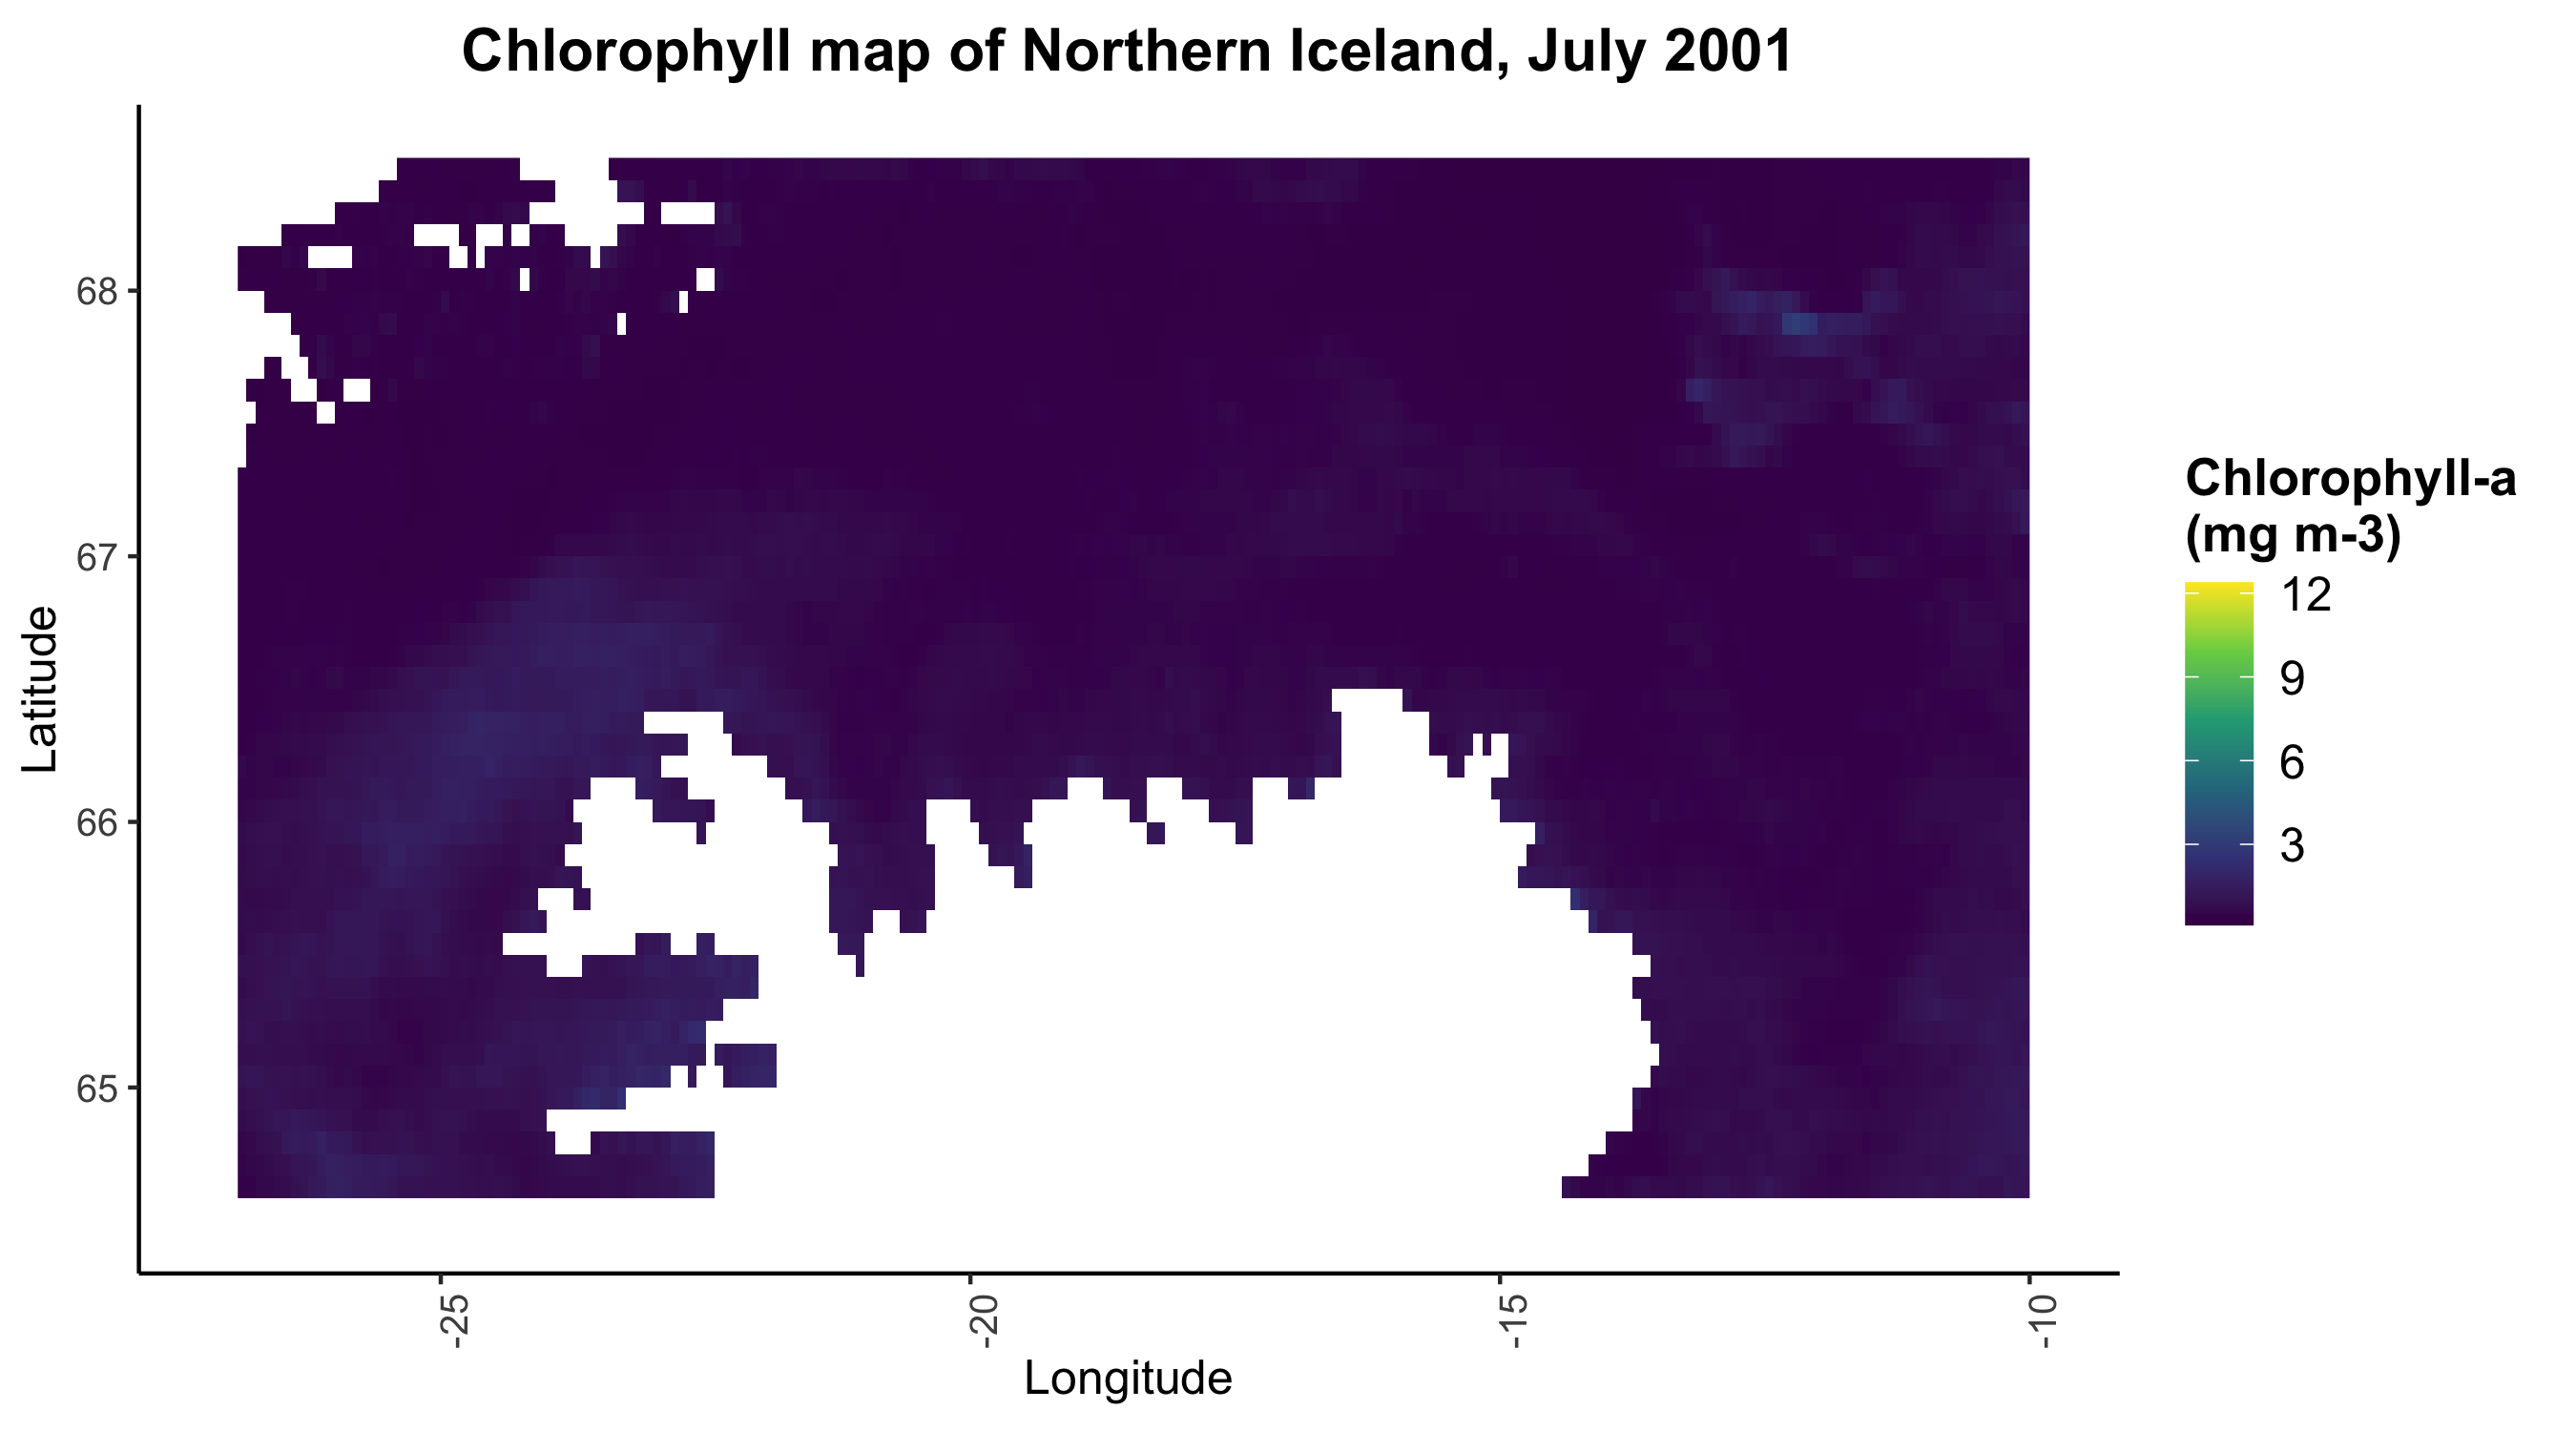 Chlorophyll map of Northern Iceland, July 2001
68
67
66
65
Latitude
-25
-20
-15
-10
Longitude
Chlorophyll-a
(mg m-3)
12
9
6
3